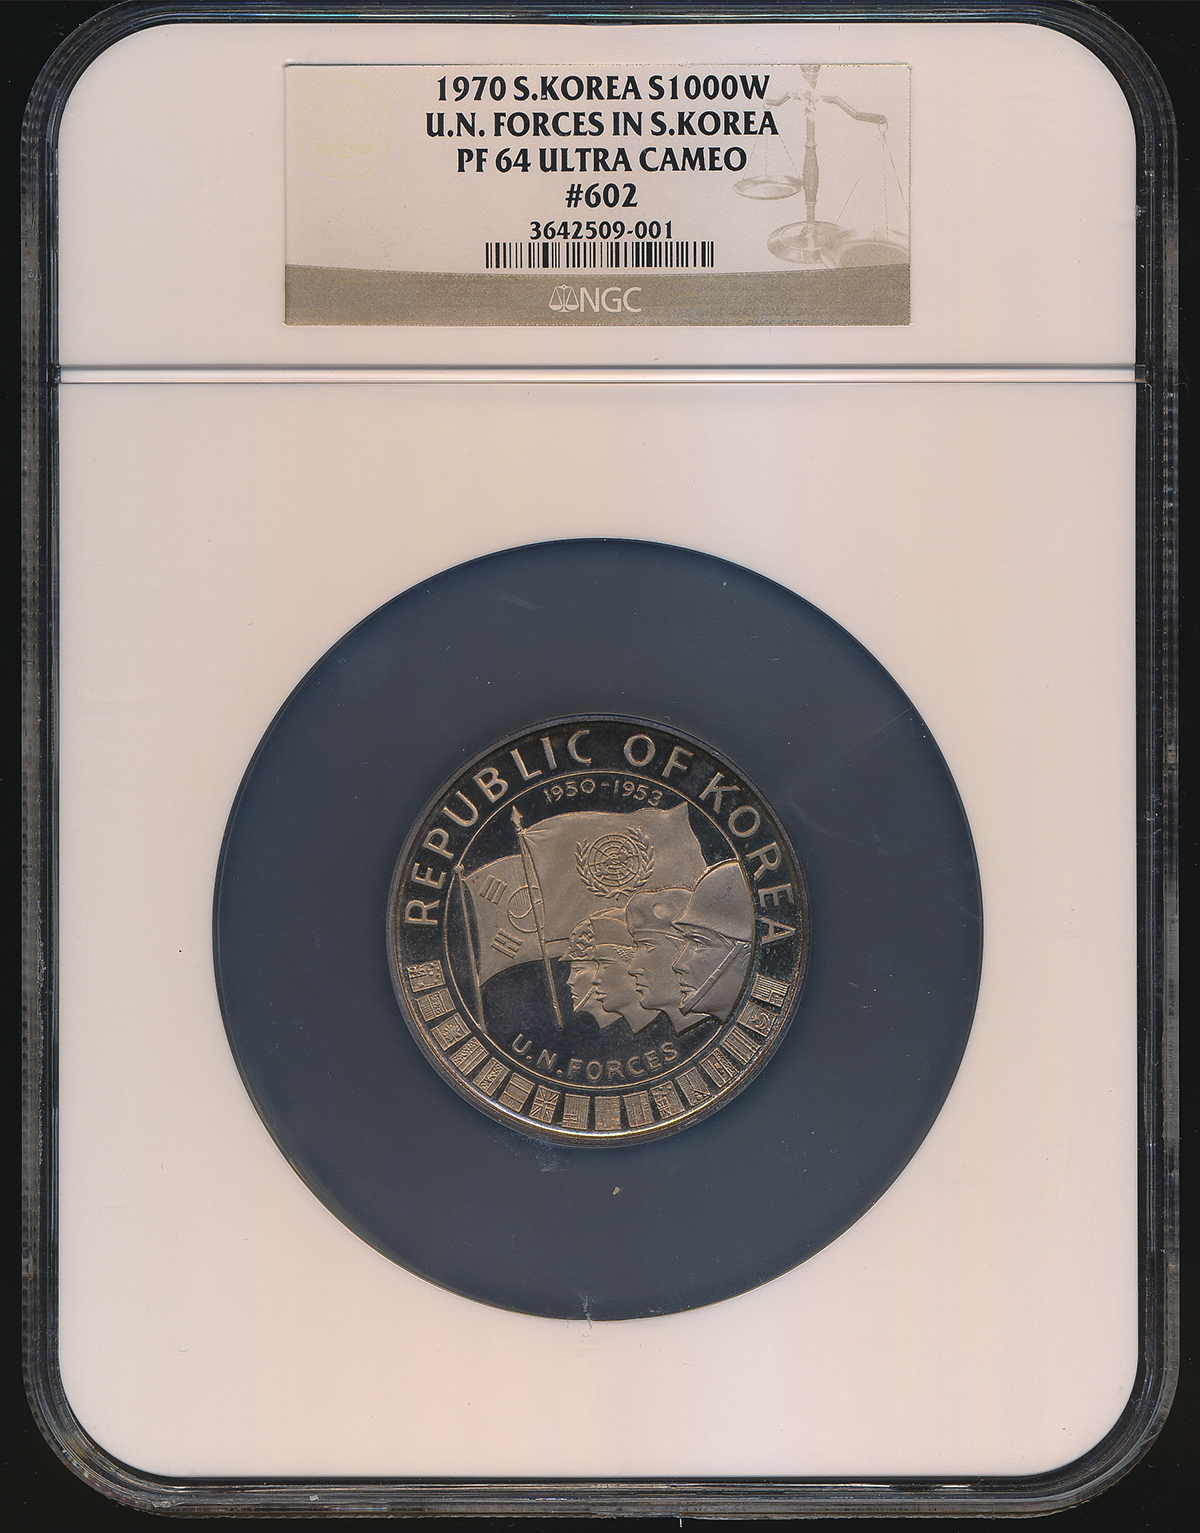 1970 S.KOREA S1000W
U.N. FORCES IN S.KOREA
PF 64 ULTRA CAMEO
#602
3642509-001
NGC
REPUBLIC OF KOREA
1950-1953
U.N.FORCES